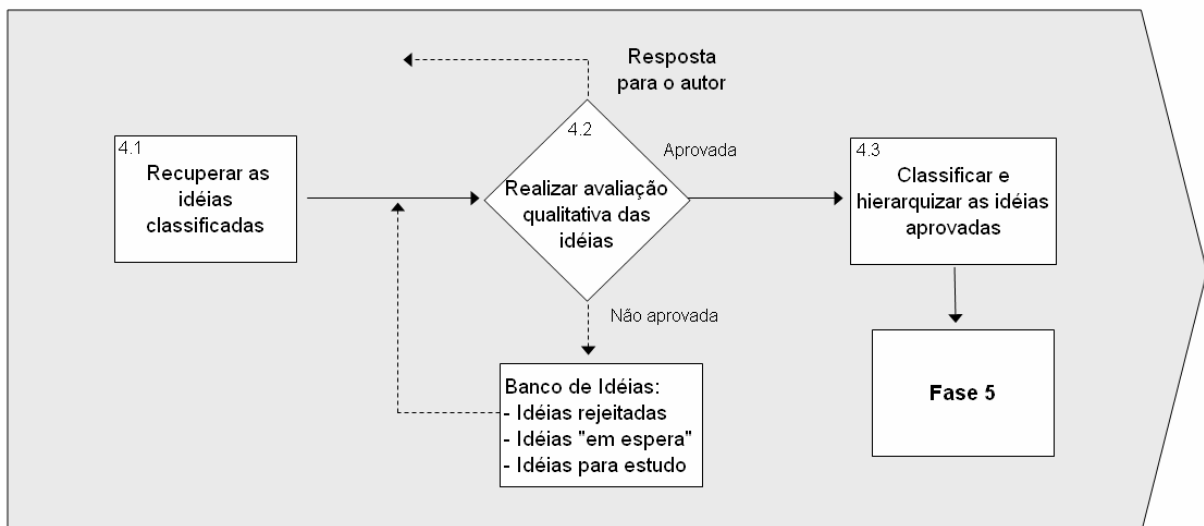 Resposta
para o autor
4.1
Recuperar as
idéias
classificadas
4.2
Realizar avaliação
qualitativa das
idéias
Aprovada
4.3
Classificar e
hierarquizar as idéias
aprovadas
Não aprovada
Banco de Idéias:
- Idéias rejeitadas
- Idéias "em espera"
- Idéias para estudo
Fase 5